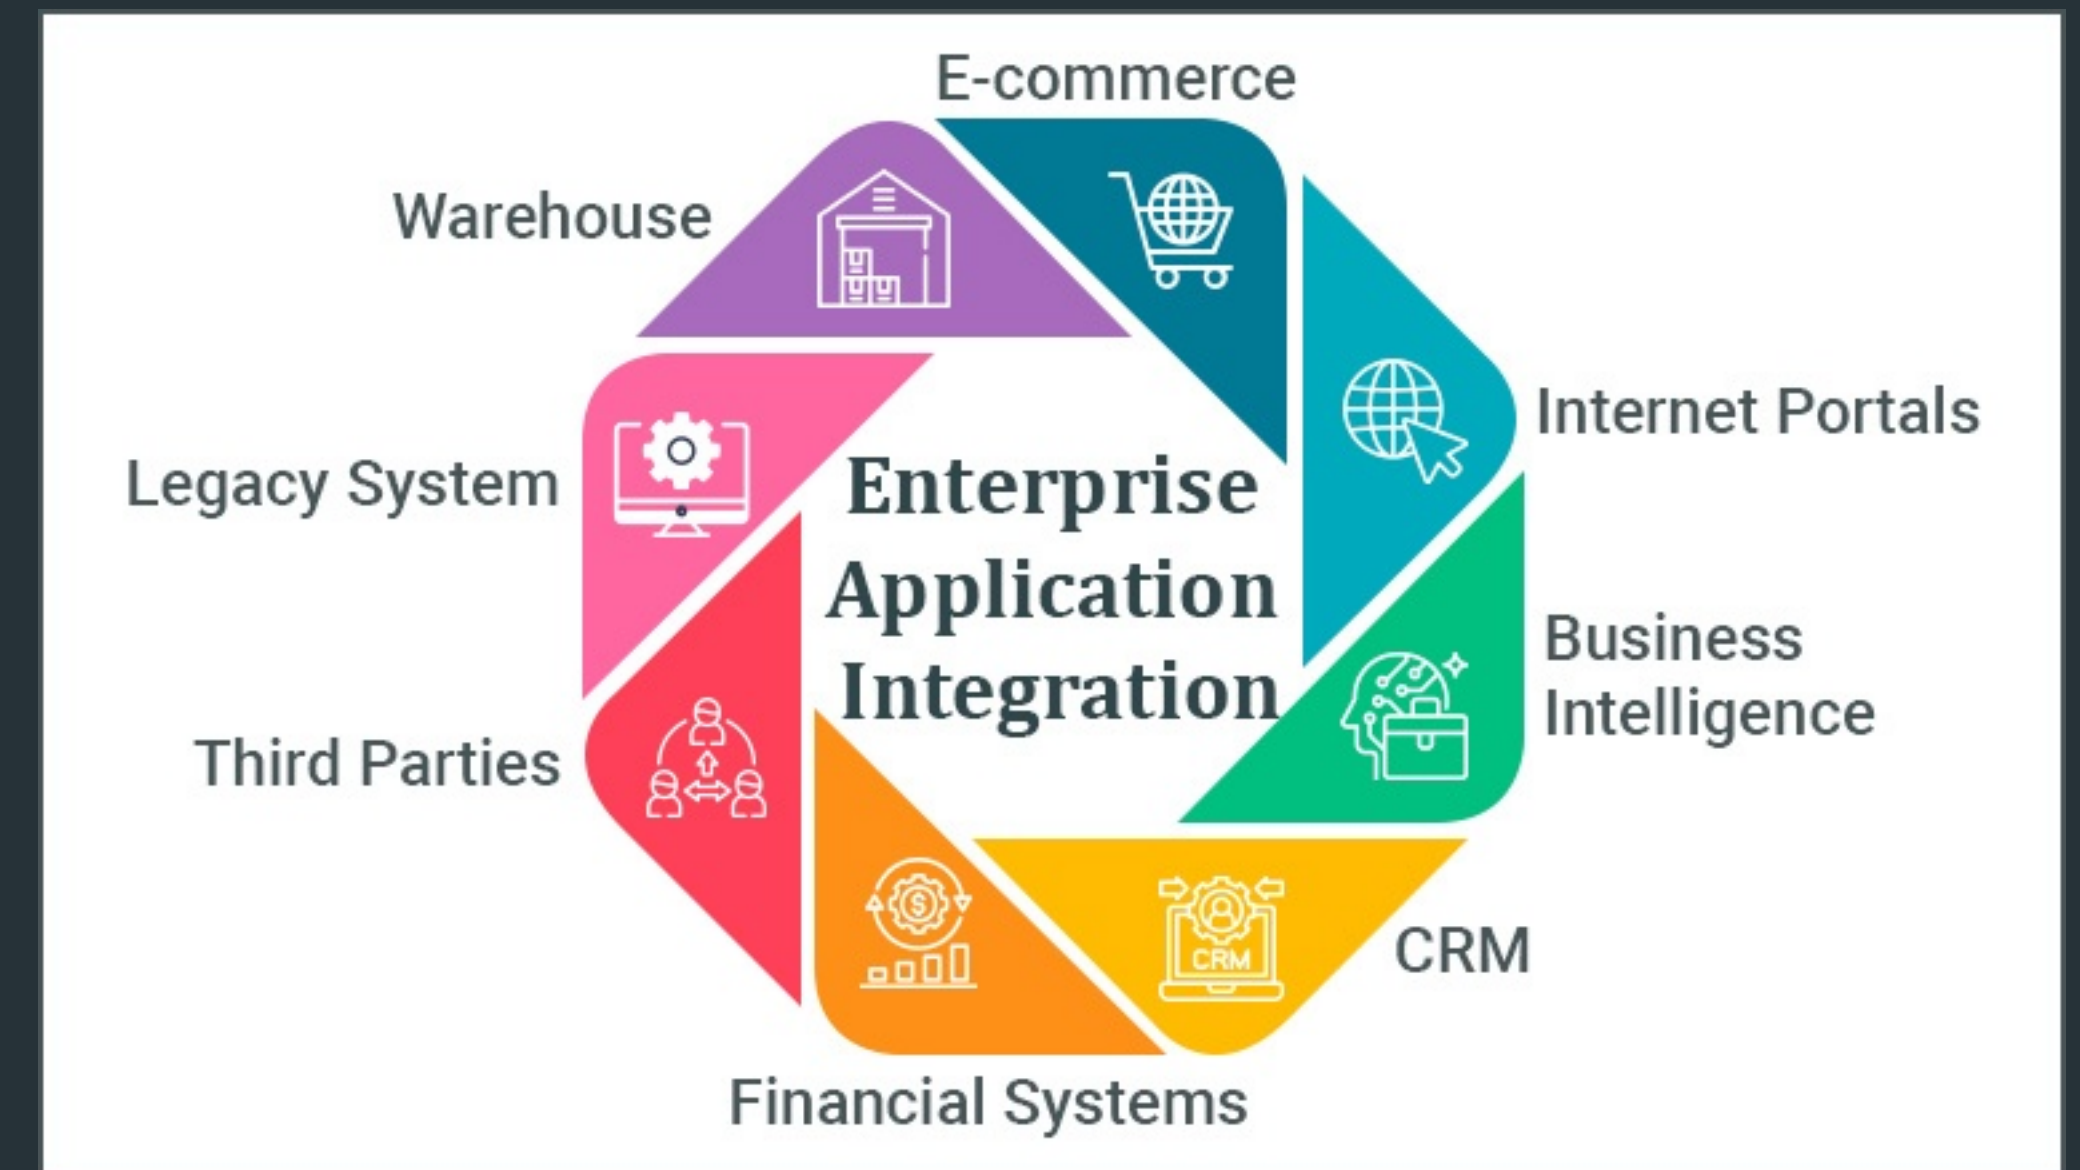 E-commerce
Warehouse
Internet Portals
Legacy System
Enterprise
Application
Integration
Business
Intelligence
Third Parties
CRM
CRM
Financial Systems